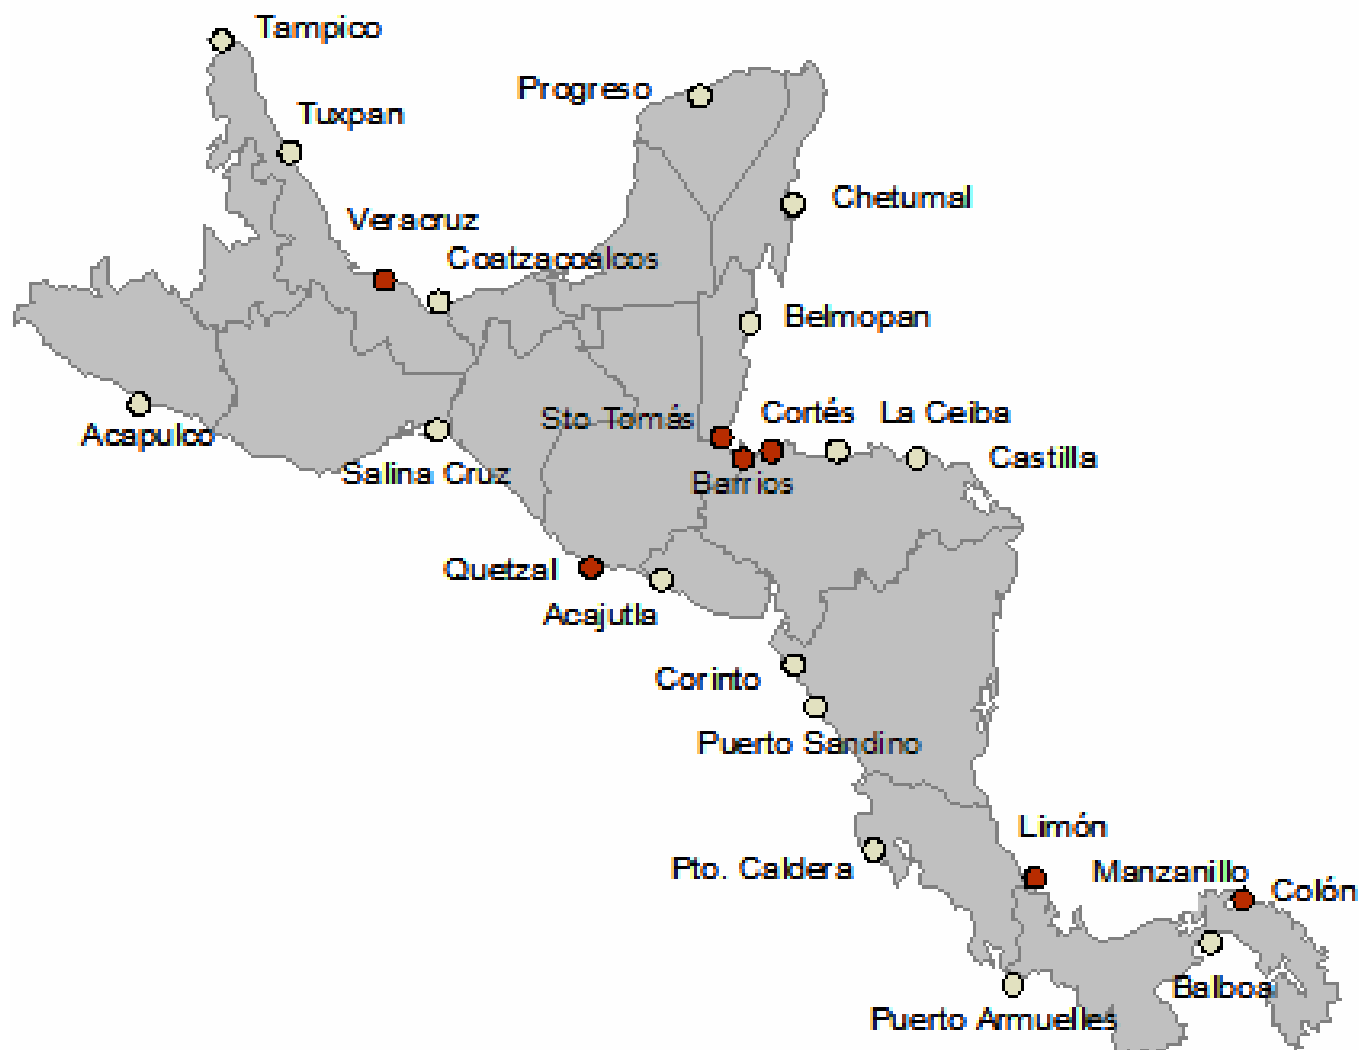 Tampico
Progreso
Tuxpan
Chetumal
Veracruz
Coatzacoalcos
Belmopan
Sto Tomás
Cortés
La Ceiba
Acapulco
Castilla
Salina Cruz
Barrios
Quetzal
Acajutla
Corinto
Puerto Sandino
Limón
Pto. Caldera
Manzanillo
Colón
Balboa
Puerto Armuelles